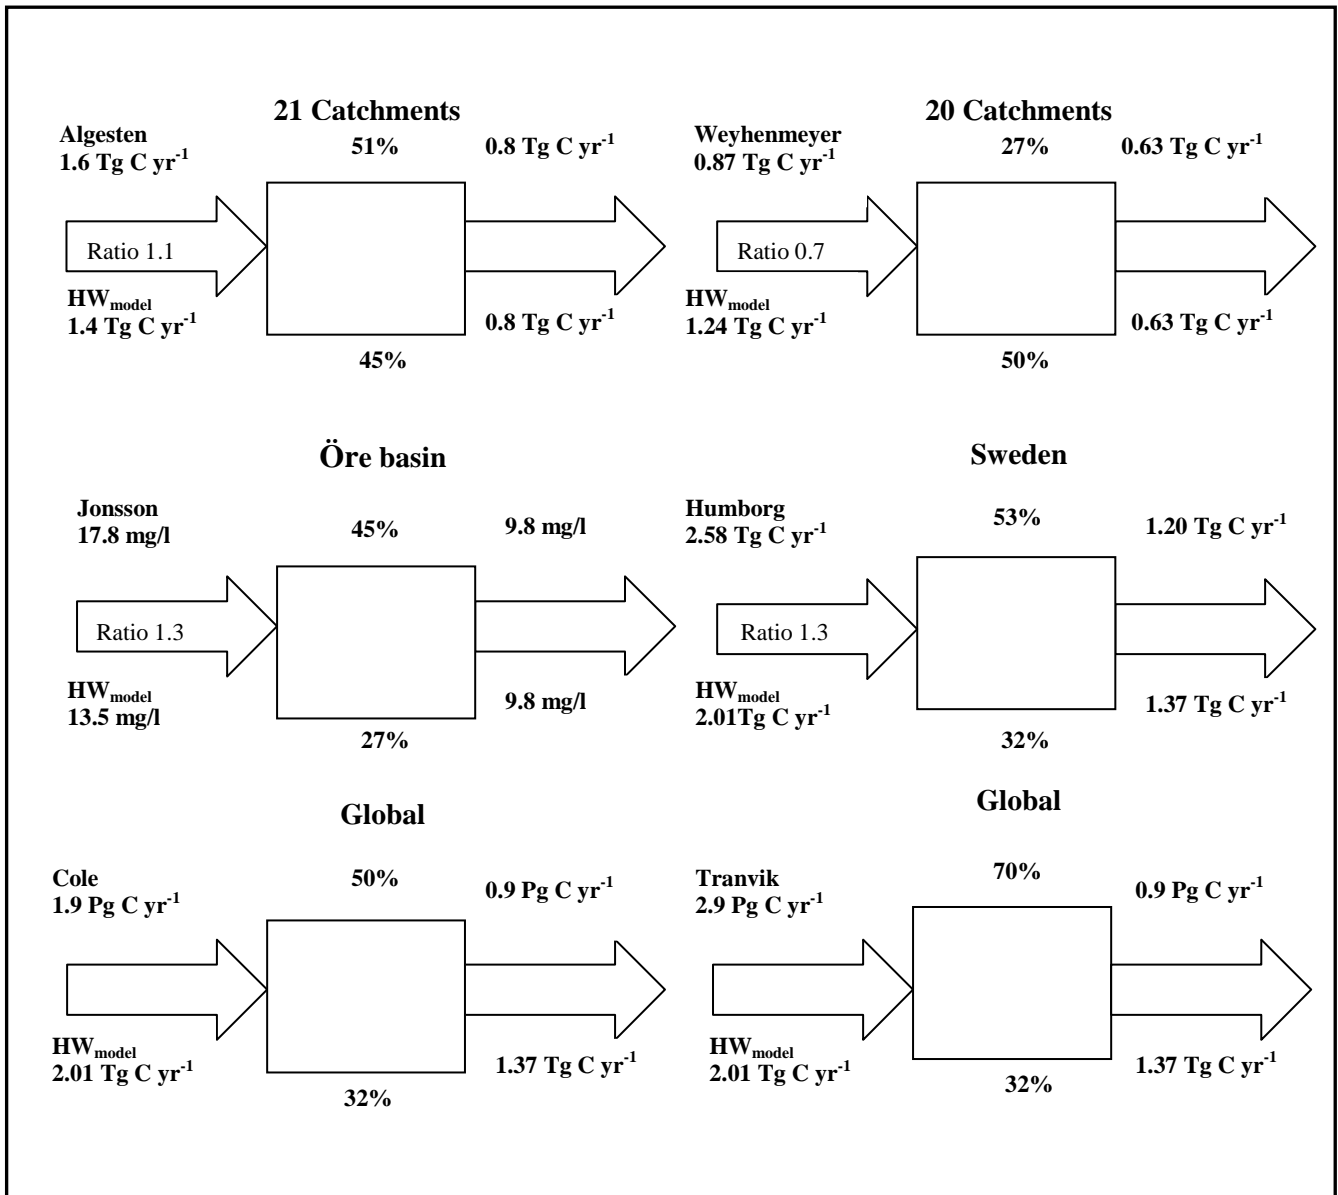 21 Catchments
Algesten
1.6 Tg C yr-1
51%
0.8 Tg C yr-1
Ratio 1.1
HWmodel
1.4 Tg C yr-1
0.8 Tg C yr-1
45%
20 Catchments
Weyhenmeyer
0.87 Tg C yr-1
27%
0.63 Tg C yr-1
Ratio 0.7
HWmodel
1.24 Tg C yr-1
0.63 Tg C yr-1
50%
Öre basin
Jonsson
17.8 mg/l
45%
9.8 mg/l
Ratio 1.3
HWmodel
13.5 mg/l
9.8 mg/l
27%
Sweden
Humborg
2.58 Tg C yr-1
53%
1.20 Tg C yr-1
Ratio 1.3
HWmodel
2.01Tg C yr-1
1.37 Tg C yr-1
32%
Global
Cole
1.9 Pg C yr-1
50%
0.9 Pg C yr-1
HWmodel
2.01 Tg C yr-1
1.37 Tg C yr-1
32%
Global
Tranvik
2.9 Pg C yr-1
70%
0.9 Pg C yr-1
HWmodel
2.01 Tg C yr-1
1.37 Tg C yr-1
32%